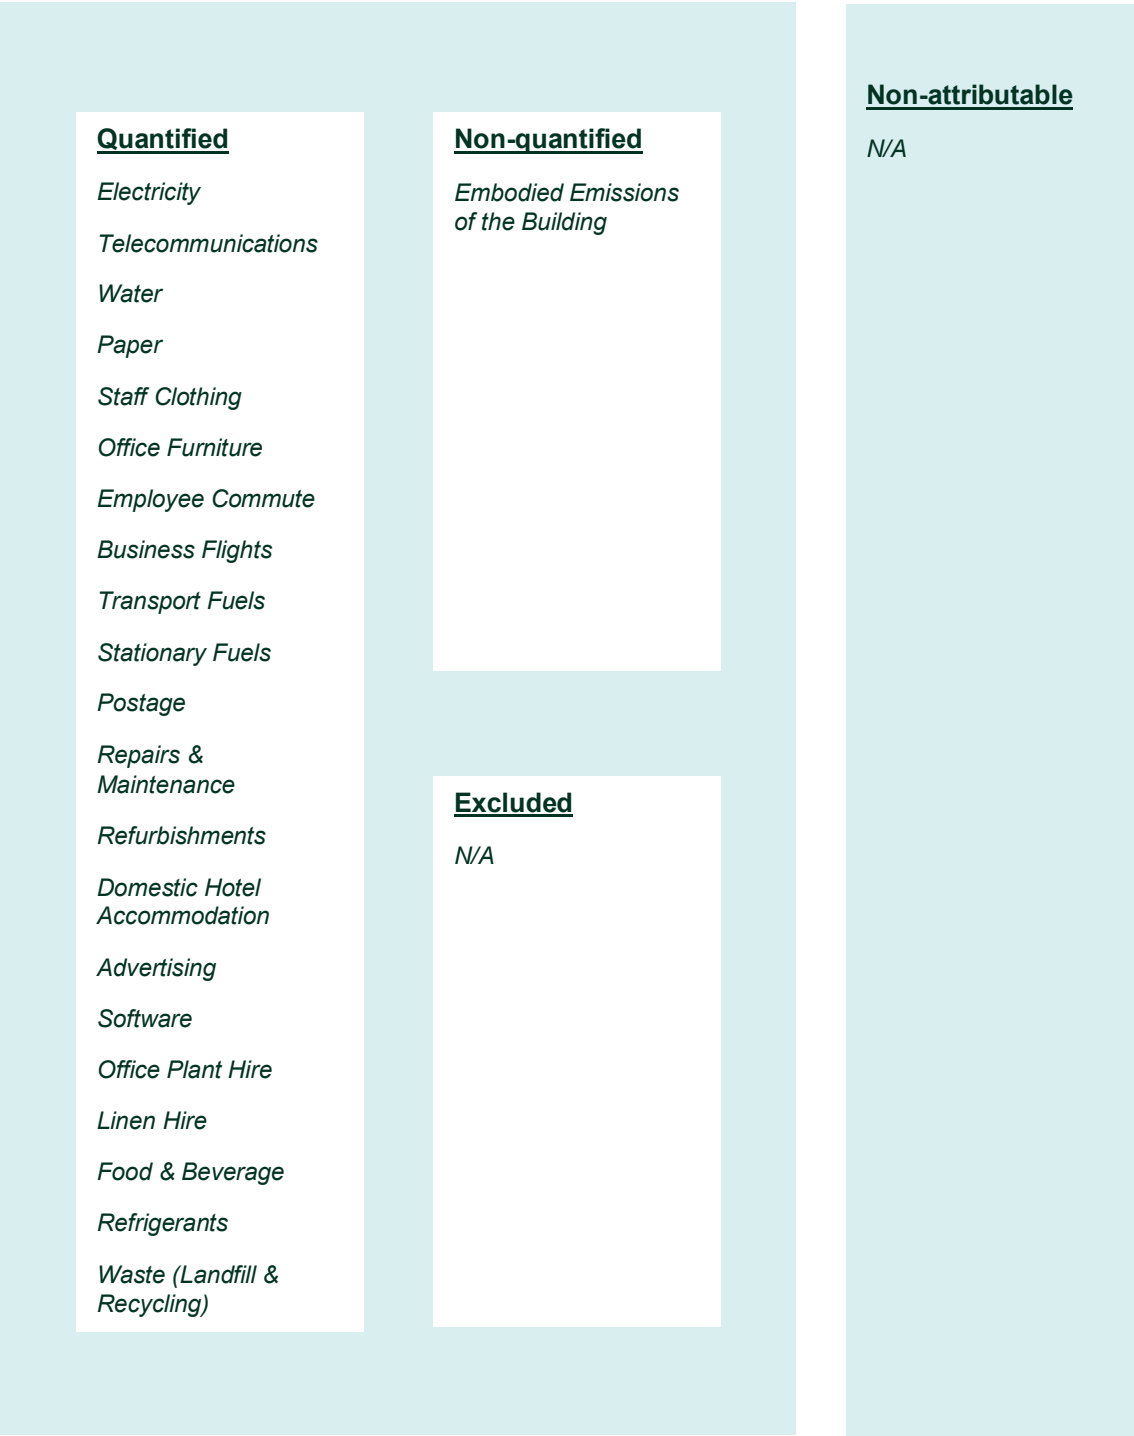 Quantified
Electricity
Telecommunications
Water
Paper
Staff Clothing
Office Furniture
Employee Commute
Business Flights
Transport Fuels
Stationary Fuels
Postage
Repairs &
Maintenance
Refurbishments
Domestic Hotel
Accommodation
Advertising
Software
Office Plant Hire
Linen Hire
Food & Beverage
Refrigerants
Waste (Landfill &
Recycling)
Non-quantified
Embodied Emissions
of the Building
Excluded
N/A
Non-attributable
N/A